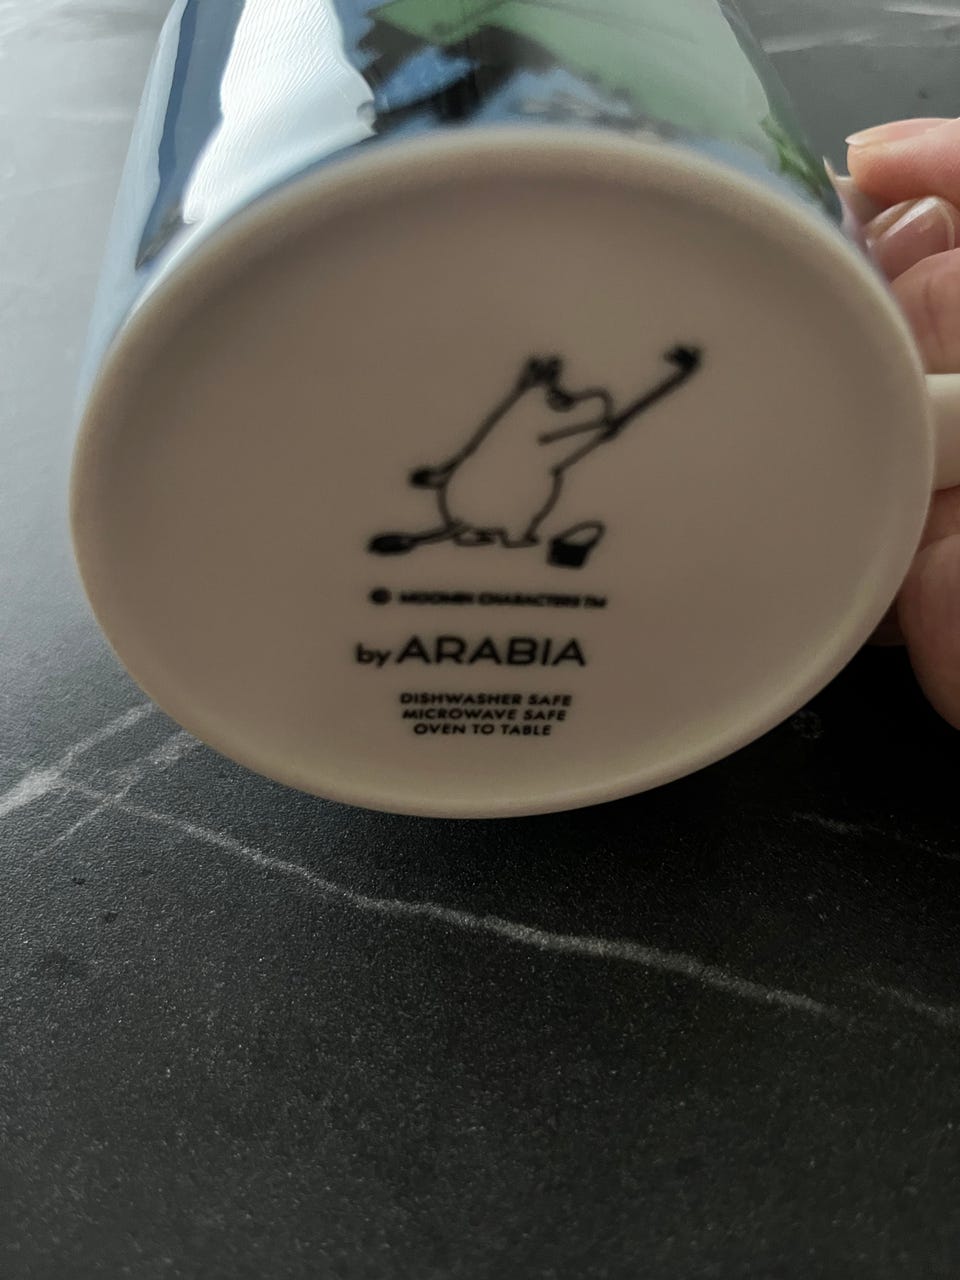 © MOOMIN CHARACTERS TM
by ARABIA
DISHWASHER SAFE
MICROWAVE SAFE
OVEN TO TABLE